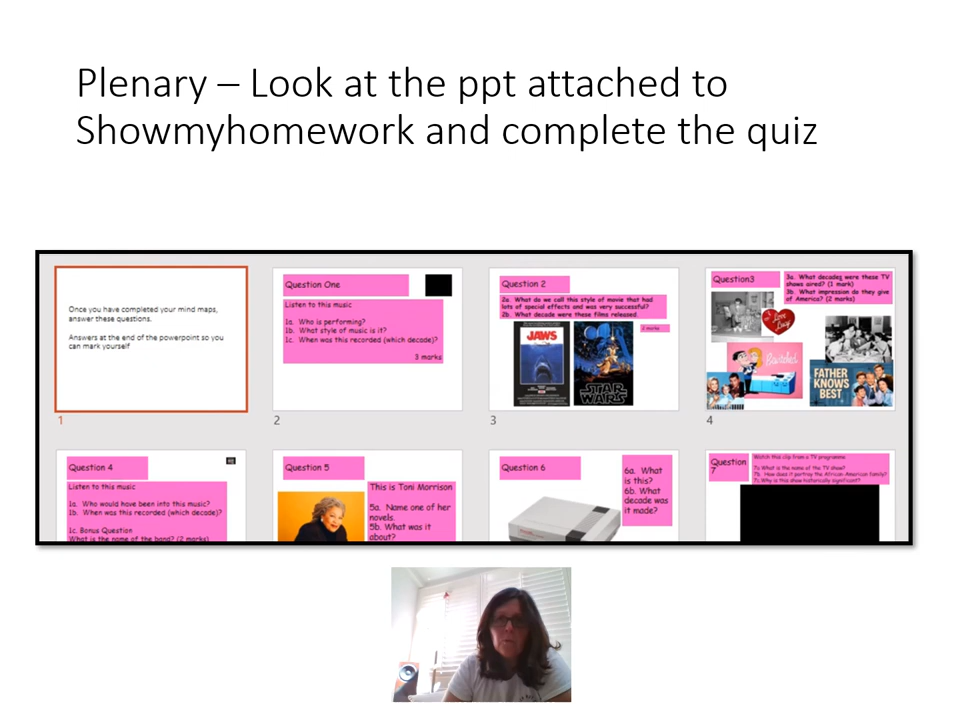 Plenary – Look at the ppt attached to
Showmyhomework and complete the quiz
Once you have completed your mind maps,
answer these questions.
Answers at the end of the powerpoint so you
can mark yourself
1
Question One
Listen to this music
1a. Who is performing?
1b. What style of music is it?
1c. When was this recorded (which decade)?
3 marks
2
Question 2
2a. What do we call this style of movie that had
lots of special effects and was very successful?
2b. What decade were these films released
2 marks
JAWS
STAR
WARS
3
Question3
3a. What decades were these TV
shows aired? (1 mark)
3b. What impression do they give
of America? (2 marks)
I Love
Lucy
Bewitched
FATHER
KNOWS
BEST
4
Question 4
Listen to this music
1a. Who would have been into this music?
1b. When was this recorded (which decade)?
1c. Bonus Question
What is the name of the band? (2 marks)
Question 5
This is Toni Morrison
5a. Name one of her
novels.
5b. What was it
about?
Question 6
6a. What
is this?
6b. What
decade was
it made?
Question
7
Watch this clip from a TV programme
7a What is the name of the TV show?
7b. How does it portray the African American family?
7c Why is this show historically significant?